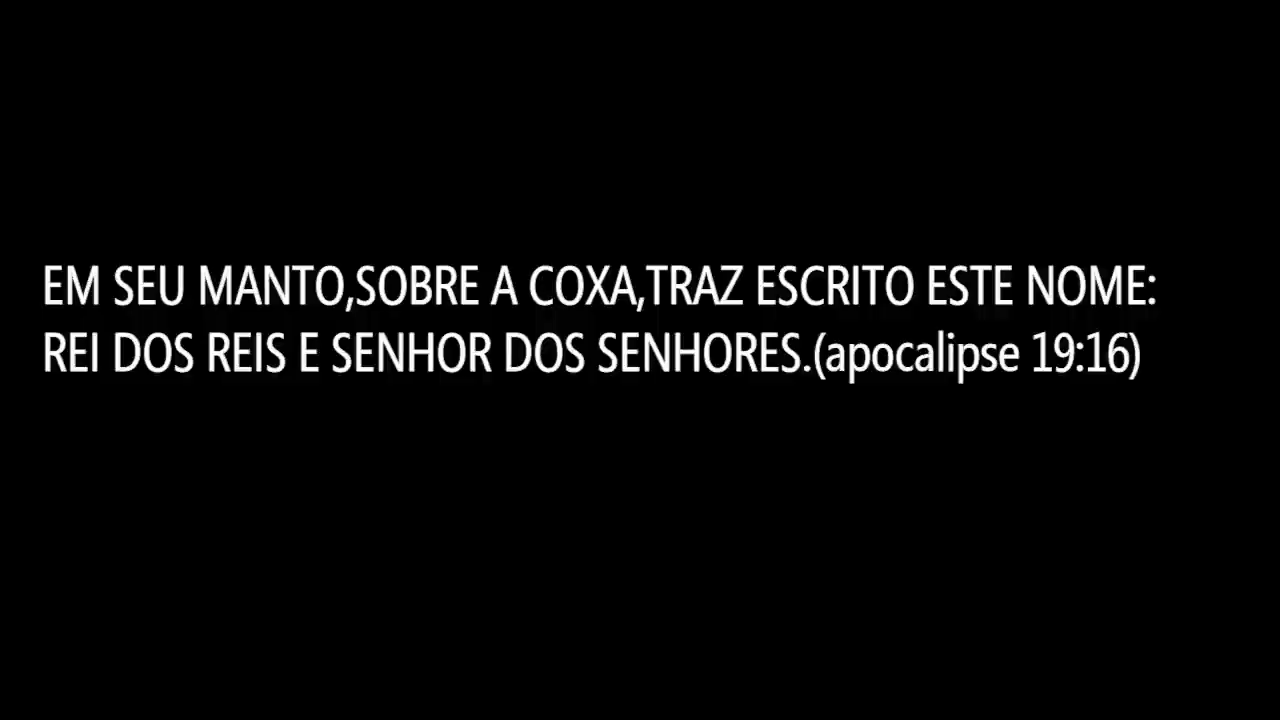 EM SEU MANTO,SOBRE A COXA,TRAZ ESCRITO ESTE NOME:
REI DOS REIS E SENHOR DOS SENHORES.(apocalipse 19:16)